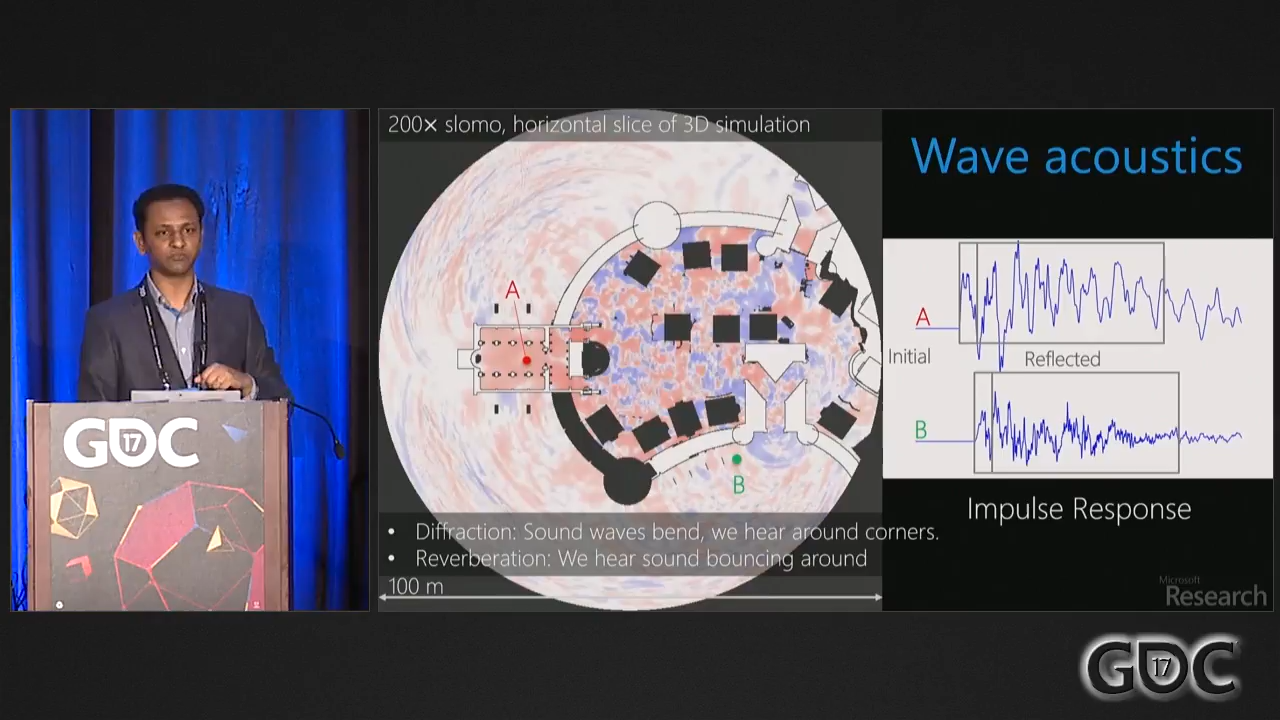 200× slomo, horizontal slice of 3D simulation
Wave acoustics
A
A
Initial
Reflected
B
B
Impulse Response
• Diffraction: Sound waves bend, we hear around corners.
• Reverberation: We hear sound bouncing around
100 m
Microsoft
Research
GDC
17
GDC
17